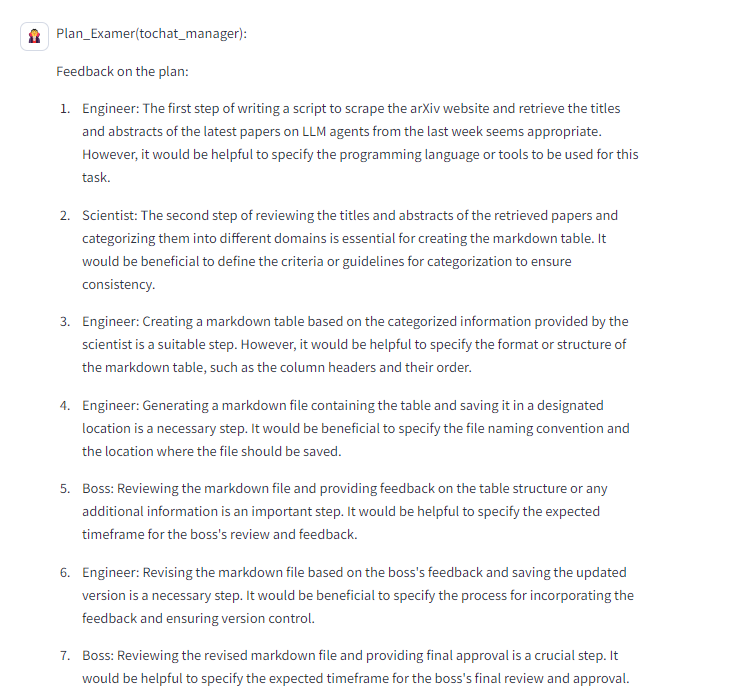 Plan_Examer(tochat_manager):
Feedback on the plan:
1. Engineer: The first step of writing a script to scrape the arXiv website and retrieve the titles
and abstracts of the latest papers on LLM agents from the last week seems appropriate.
However, it would be helpful to specify the programming language or tools to be used for this
task.
2. Scientist: The second step of reviewing the titles and abstracts of the retrieved papers and
categorizing them into different domains is essential for creating the markdown table. It
would be beneficial to define the criteria or guidelines for categorization to ensure
consistency.
3. Engineer: Creating a markdown table based on the categorized information provided by the
scientist is a suitable step. However, it would be helpful to specify the format or structure of
the markdown table, such as the column headers and their order.
4. Engineer: Generating a markdown file containing the table and saving it in a designated
location is a necessary step. It would be beneficial to specify the file naming convention and
the location where the file should be saved.
5. Boss: Reviewing the markdown file and providing feedback on the table structure or any
additional information is an important step. It would be helpful to specify the expected
timeframe for the boss's review and feedback.
6. Engineer: Revising the markdown file based on the boss's feedback and saving the updated
version is a necessary step. It would be beneficial to specify the process for incorporating the
feedback and ensuring version control.
7. Boss: Reviewing the revised markdown file and providing final approval is a crucial step. It
would be helpful to specify the expected timeframe for the boss's final review and approval.